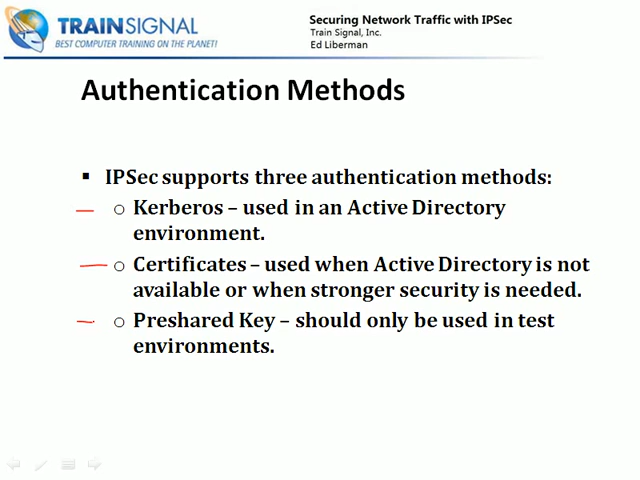 TRAINSIGNAL
BEST COMPUTER TRAINING ON THE PLANET!
Securing Network Traffic with IPSec
Train Signal, Inc.
Ed Liberman
Authentication Methods
▪ IPSec supports three authentication methods:
o Kerberos – used in an Active Directory
environment.
o Certificates – used when Active Directory is not
available or when stronger security is needed.
o Preshared Key – should only be used in test
environments.